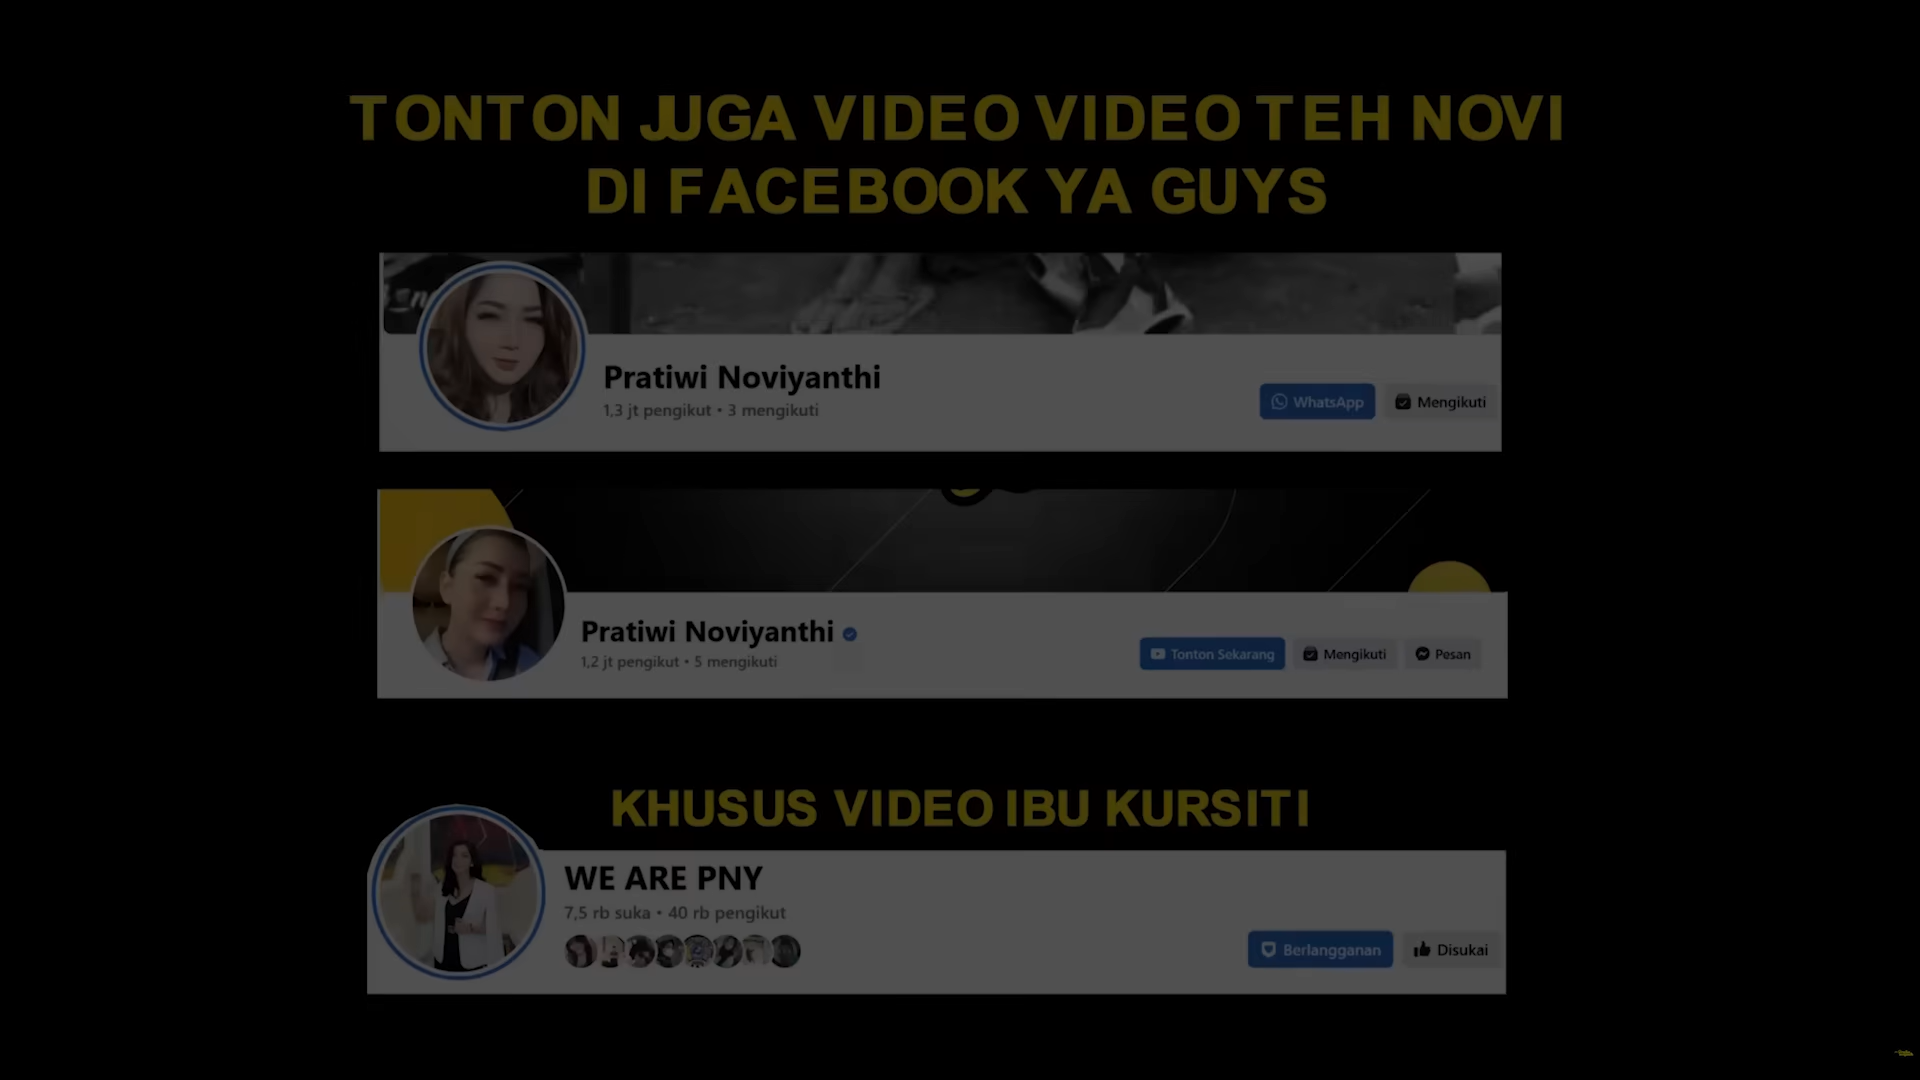 TONTON JUGA VIDEO VIDEO TEH NOVI
DI FACEBOOK YA GUYS
Pratiwi Noviyanthi
1,3 jt pengikut • 3 mengikuti
WhatsApp
Mengikuti
Pratiwi Noviyanthi
1,2 jt pengikut • 5 mengikuti
Tonton Sekarang
Mengikuti
Pesan
KHUSUS VIDEO IBU KURSITI
WE ARE PNY
7,5 rb suka • 40 rb pengikut
Berlangganan
Disukai